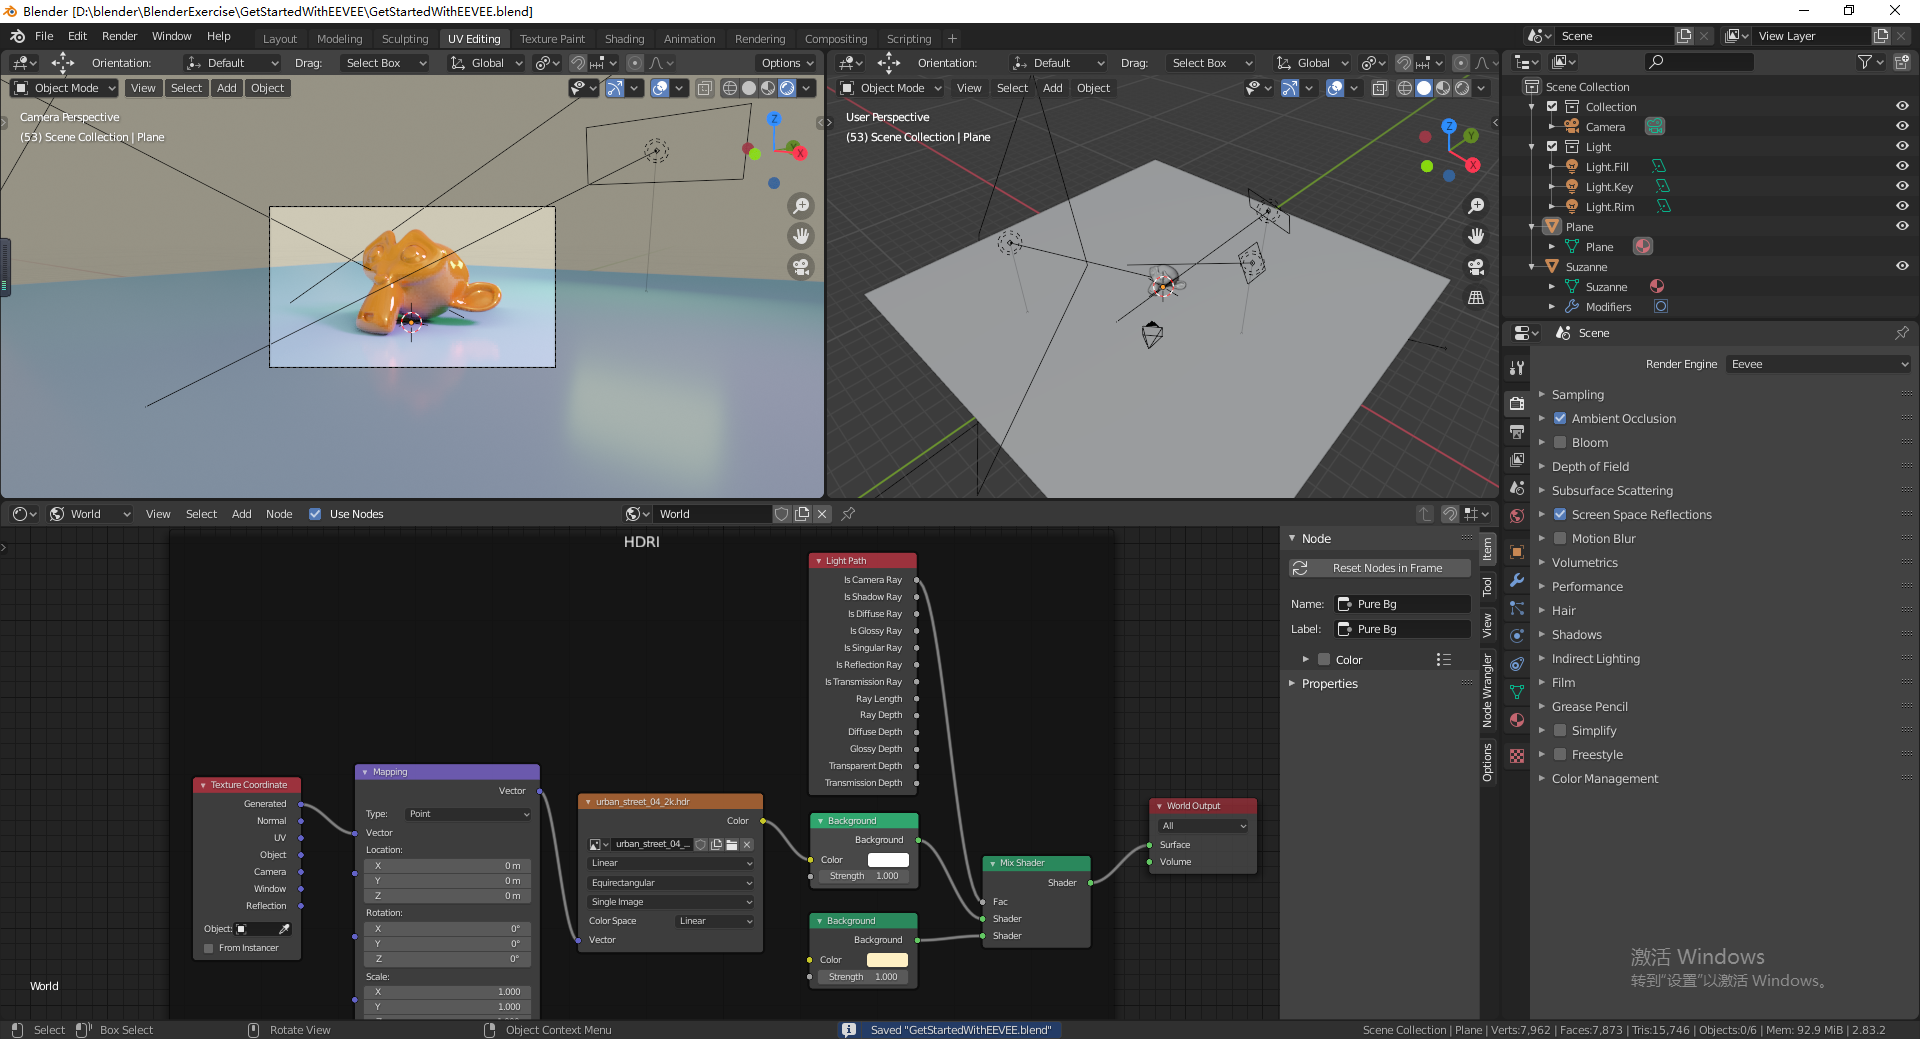 Blender [D:\blender\BlenderExercise\GetStartedWithEEVEE\GetStartedWithEEVEE.blend]
File Edit Render Window Help Layout Modeling Sculpting UV Editing Texture Paint Shading Animation Rendering Compositing Scripting + Scene View Layer
Orientation: Default Drag: Select Box Global Options
Object Mode View Select Add Object
Camera Perspective
(53) Scene Collection | Plane
Z
Y
X
Orientation: Default Drag: Select Box Global
Object Mode View Select Add Object
User Perspective
(53) Scene Collection | Plane
Z
Y
X
Scene Collection
Collection
Camera
Light
Light.Fill
Light.Key
Light.Rim
Plane
Plane
Suzanne
Suzanne
Modifiers
Scene
Render Engine Eevee
Sampling
Ambient Occlusion
Bloom
Depth of Field
Subsurface Scattering
Screen Space Reflections
Motion Blur
Volumetrics
Performance
Hair
Shadows
Indirect Lighting
Film
Grease Pencil
Simplify
Freestyle
Color Management
World View Select Add Node Use Nodes World
HDRI
Texture Coordinate
Generated
Normal
UV
Object
Camera
Window
Reflection
Object:
From Instancer
Mapping
Vector
Type: Point
Vector
Location:
X 0 m
Y 0 m
Z 0 m
Rotation:
X 0°
Y 0°
Z 0°
Scale:
X 1.000
Y 1.000
urban_street_04_2k.hdr
Color
urban_street_04_...
Linear
Equirectangular
Single Image
Color Space Linear
Vector
Light Path
Is Camera Ray
Is Shadow Ray
Is Diffuse Ray
Is Glossy Ray
Is Singular Ray
Is Reflection Ray
Is Transmission Ray
Ray Length
Ray Depth
Diffuse Depth
Glossy Depth
Transparent Depth
Transmission Depth
Background
Background
Color
Strength 1.000
Background
Background
Color
Strength 1.000
Mix Shader
Shader
Fac
Shader
Shader
World Output
All
Surface
Volume
Node
Reset Nodes in Frame
Name: Pure Bg
Label: Pure Bg
Color
Properties
Item
Tool
View
Node Wrangler
Options
World
激活 Windows
转到“设置”以激活 Windows。
Select Box Select Rotate View Object Context Menu Saved "GetStartedWithEEVEE.blend" Scene Collection | Plane | Verts:7,962 | Faces:7,873 | Tris:15,746 | Objects:0/6 | Mem: 92.9 MiB | 2.83.2